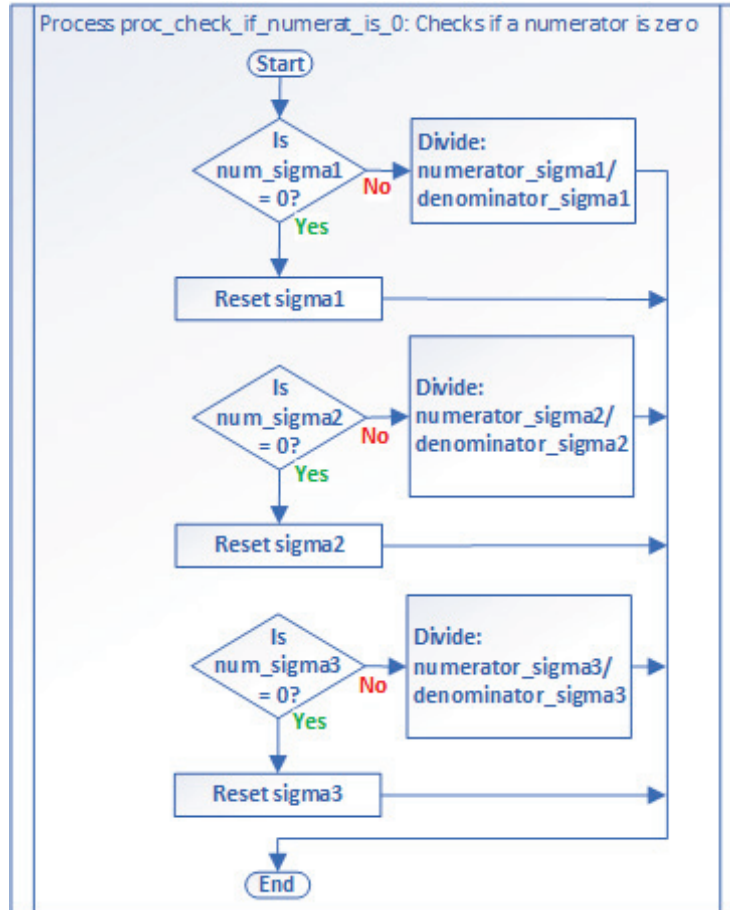 Process proc_check_if_numerat_is_0: Checks if a numerator is zero
Start
Is
num_sigma1
= 0?
No
Divide:
numerator_sigma1/
denominator_sigma1
Yes
Reset sigma1
Is
num_sigma2
= 0?
No
Divide:
numerator_sigma2/
denominator_sigma2
Yes
Reset sigma2
Is
num_sigma3
= 0?
No
Divide:
numerator_sigma3/
denominator_sigma3
Yes
Reset sigma3
End